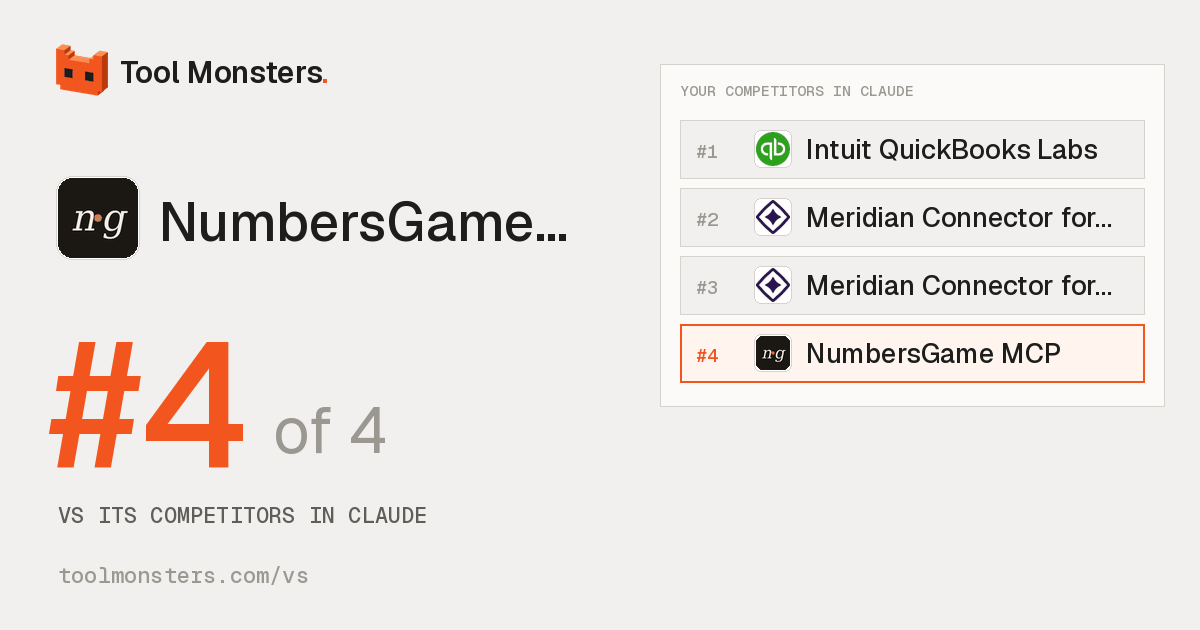 Tool Monsters.
n·g
NumbersGame...
#4 of 4
VS ITS COMPETITORS IN CLAUDE
toolmonsters.com/vs
YOUR COMPETITORS IN CLAUDE
#1 qb Intuit QuickBooks Labs
#2 Meridian Connector for...
#3 Meridian Connector for...
#4 n·g NumbersGame MCP